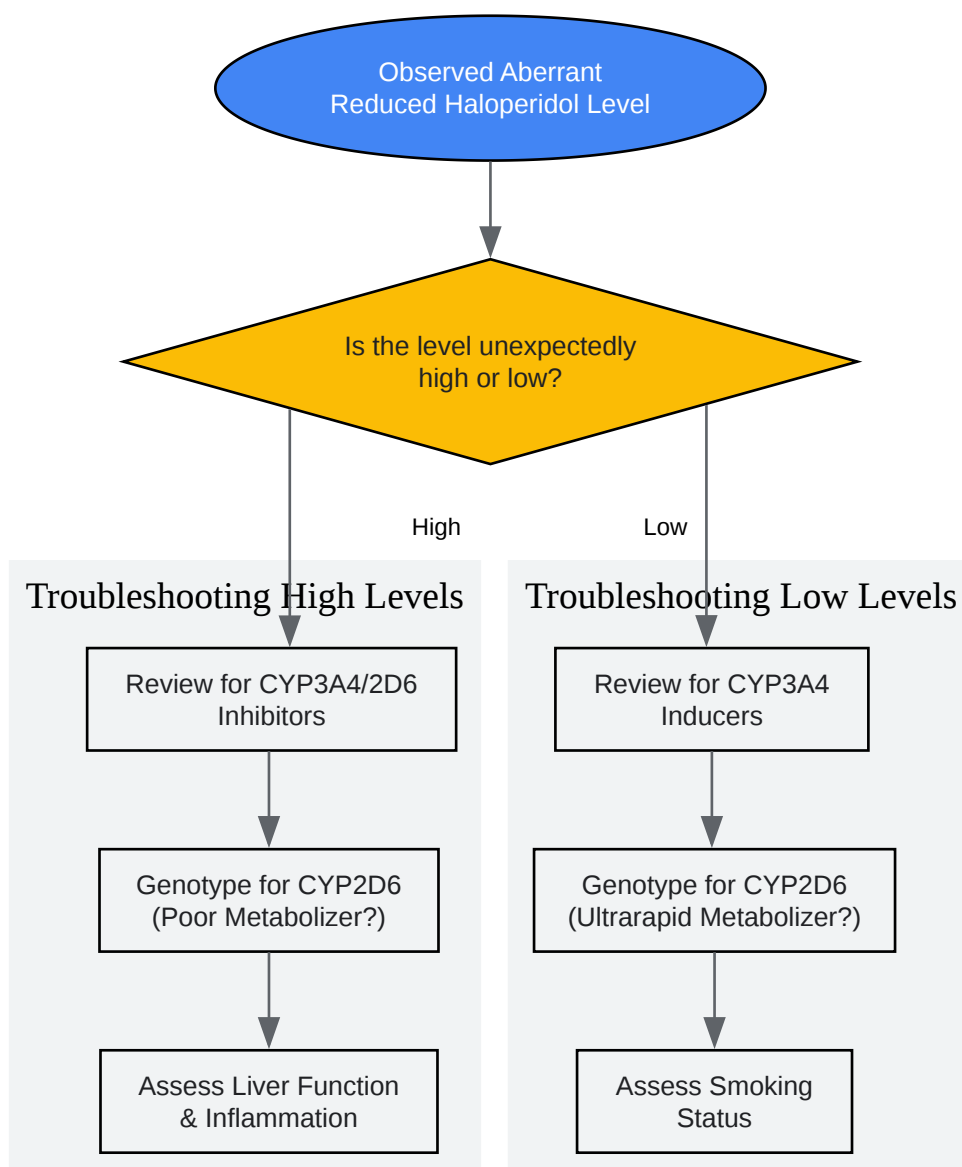 Observed Aberrant
Reduced Haloperidol Level
Is the level unexpectedly
high or low?
High
Low
Troubleshooting High Levels
Review for CYP3A4/2D6
Inhibitors
Genotype for CYP2D6
(Poor Metabolizer?)
Assess Liver Function
& Inflammation
Troubleshooting Low Levels
Review for CYP3A4
Inducers
Genotype for CYP2D6
(Ultrarapid Metabolizer?)
Assess Smoking
Status